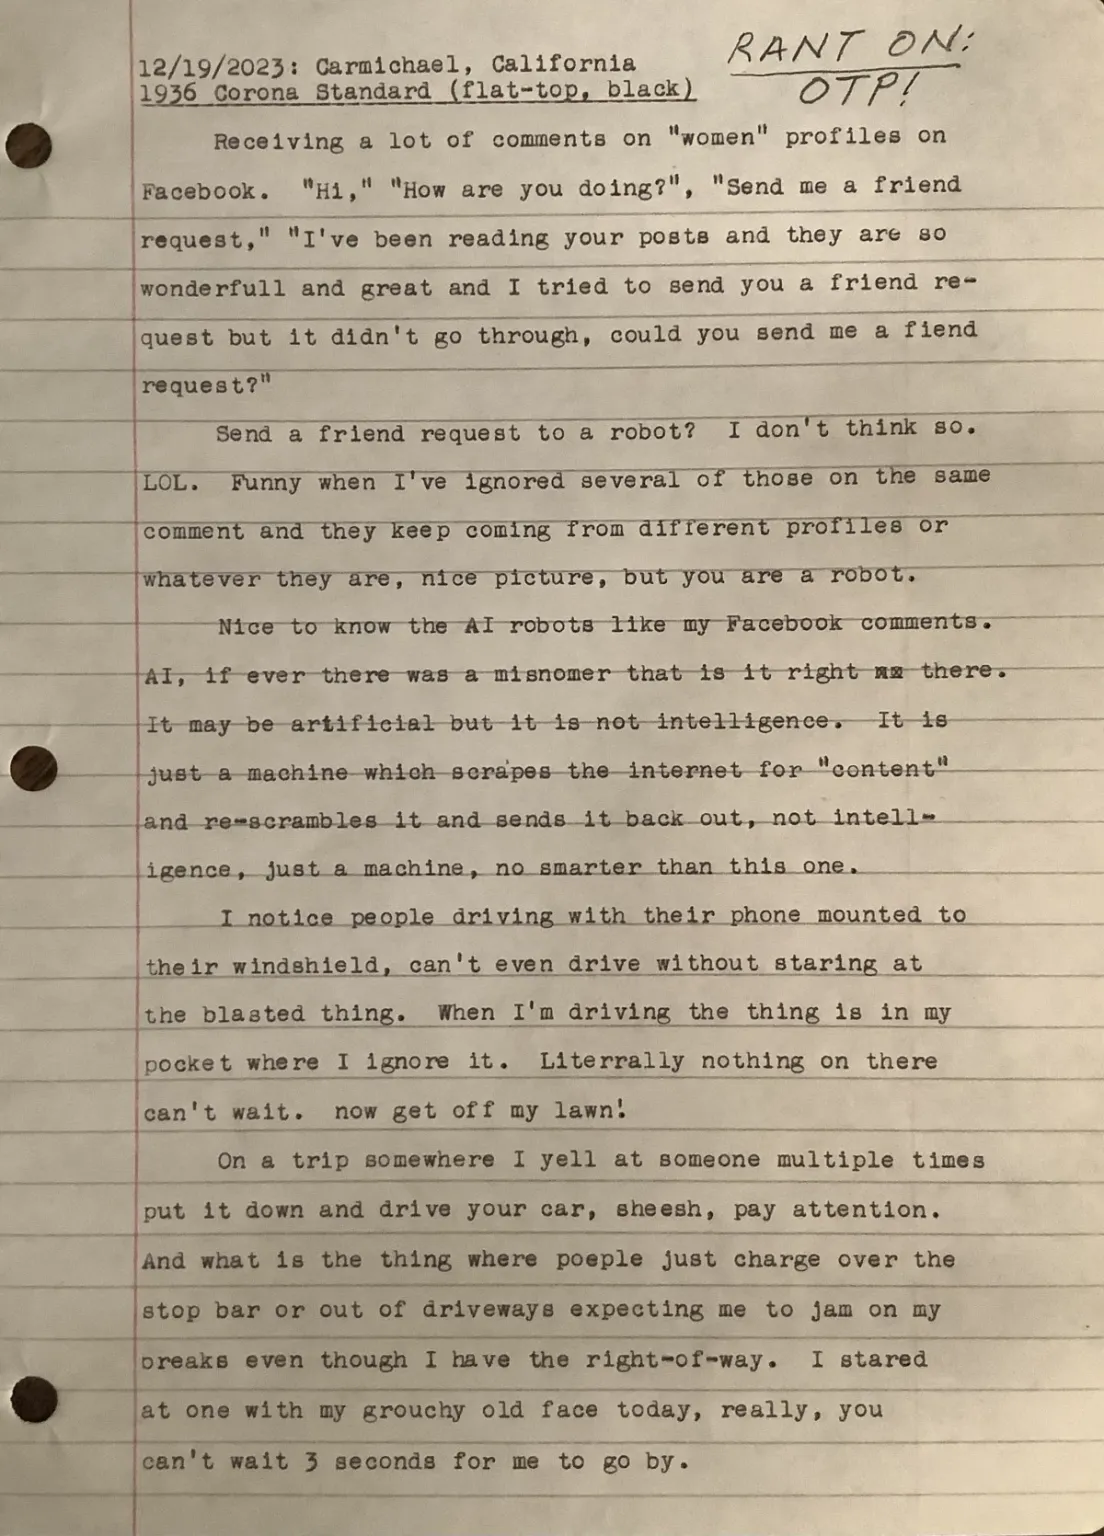 RANT ON:
OTP!
12/19/2023: Carmichael, California
1936 Corona Standard (flat-top, black)
Receiving a lot of comments on "women" profiles on
Facebook.  "Hi," "How are you doing?", "Send me a friend
request," "I've been reading your posts and they are so
wonderfull and great and I tried to send you a friend re-
quest but it didn't go through, could you send me a fiend
request?"
Send a friend request to a robot?  I don't think so.
LOL.  Funny when I've ignored several of those on the same
comment and they keep coming from different profiles or
whatever they are, nice picture, but you are a robot.
Nice to know the AI robots like my Facebook comments.
AI, if ever there was a misnomer that is it right there.
It may be artificial but it is not intelligence.  It is
just a machine which scrapes the internet for "content"
and re-scrambles it and sends it back out, not intell-
igence, just a machine, no smarter than this one.
I notice people driving with their phone mounted to
their windshield, can't even drive without staring at
the blasted thing.  When I'm driving the thing is in my
pocket where I ignore it.  Literrally nothing on there
can't wait.  now get off my lawn!
On a trip somewhere I yell at someone multiple times
put it down and drive your car, sheesh, pay attention.
And what is the thing where poeple just charge over the
stop bar or out of driveways expecting me to jam on my
breaks even though I have the right-of-way.  I stared
at one with my grouchy old face today, really, you
can't wait 3 seconds for me to go by.